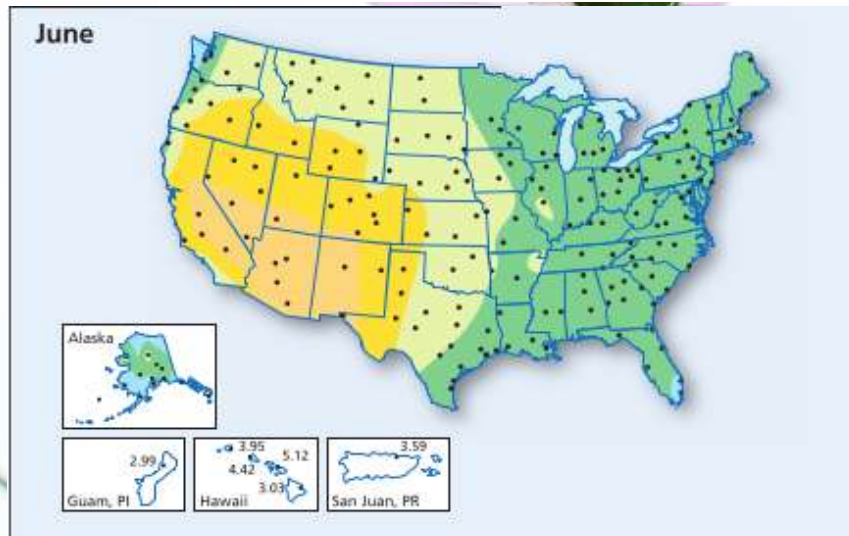 June
Alaska
2.99
Guam, PI
3.95
5.12
4.42
3.03
Hawaii
3.59
San Juan, PR